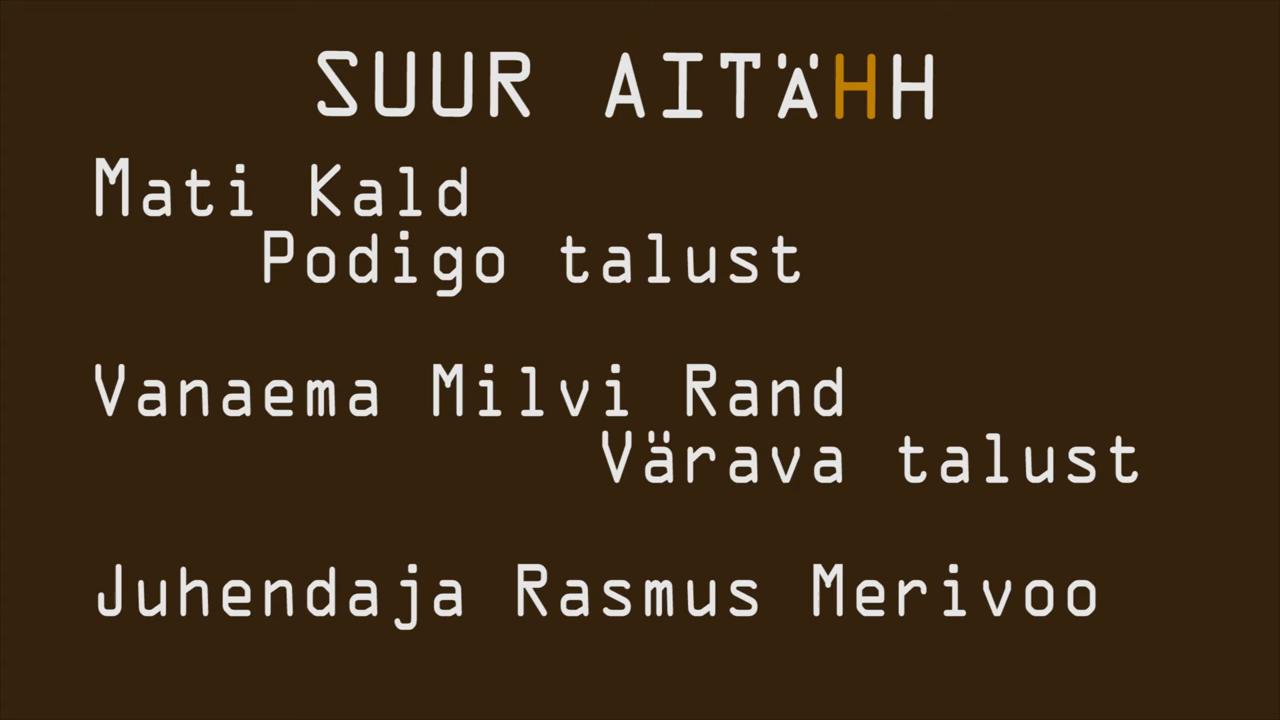 SUUR AITÄHH
Mati Kald
Podigo talust
Vanaema Milvi Rand
Värava talust
Juhendaja Rasmus Merivoo